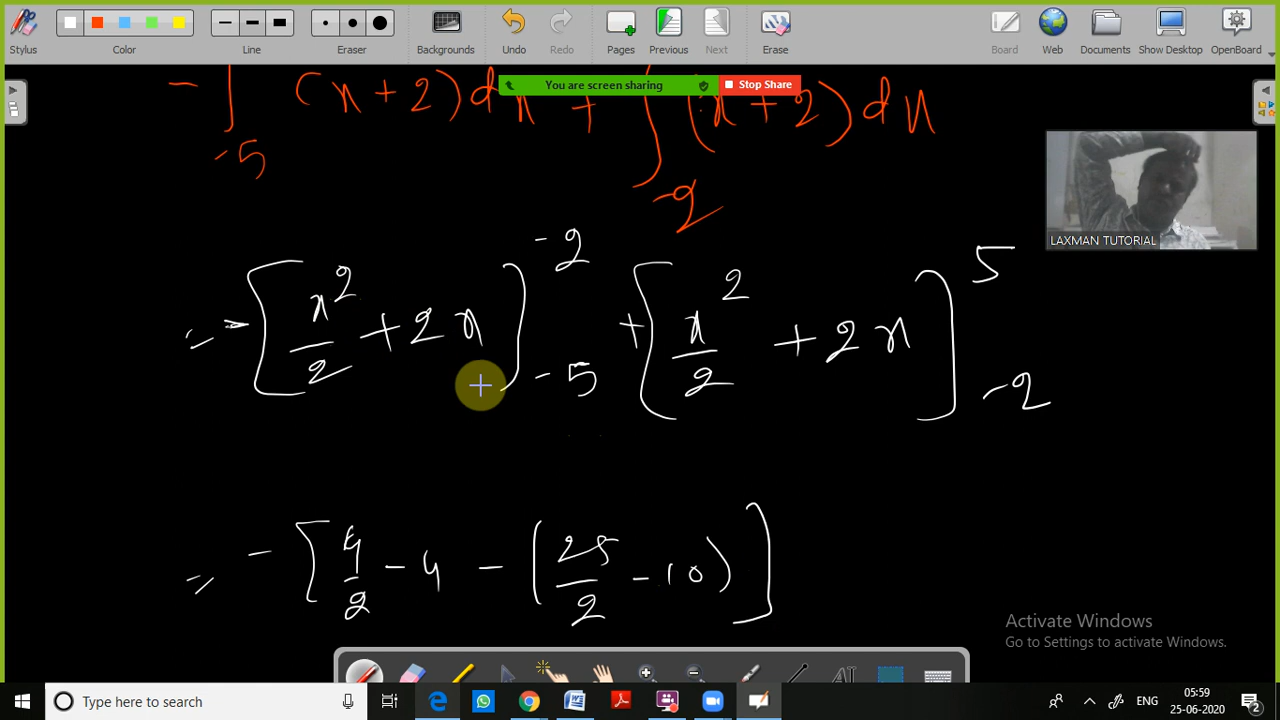 Stylus Color Line Eraser Backgrounds Undo Redo Pages Previous Next Erase Board Web Documents Show Desktop OpenBoard
You are screen sharing Stop Share
- ∫ (x + 2) dx + ∫ (x + 2) dx
-5 -2
LAXMAN TUTORIAL
= - [ x²/2 + 2x ]_{-5}^{-2} + [ x²/2 + 2x ]_{-2}^{5}
= - [ 4/2 - 4 - ( 25/2 - 10 ) ]
Activate Windows
Go to Settings to activate Windows.
Type here to search ENG 05:59
25-06-2020 2